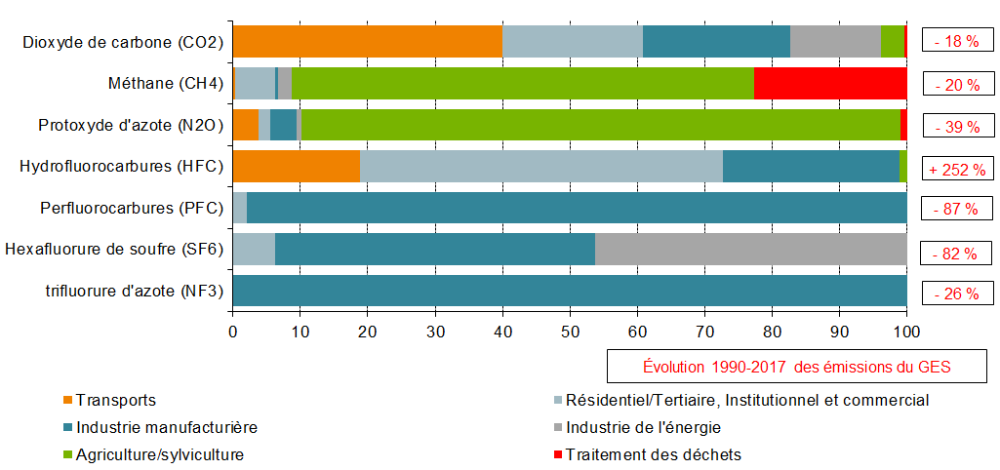 Dioxyde de carbone (CO2)
- 18 %
Méthane (CH4)
- 20 %
Protoxyde d'azote (N2O)
- 39 %
Hydrofluorocarbures (HFC)
+ 252 %
Perfluorocarbures (PFC)
- 87 %
Hexafluorure de soufre (SF6)
- 82 %
trifluorure d'azote (NF3)
- 26 %
0 10 20 30 40 50 60 70 80 90 100
Évolution 1990-2017 des émissions du GES
Transports
Résidentiel/Tertiaire, Institutionnel et commercial
Industrie manufacturière
Industrie de l'énergie
Agriculture/sylviculture
Traitement des déchets